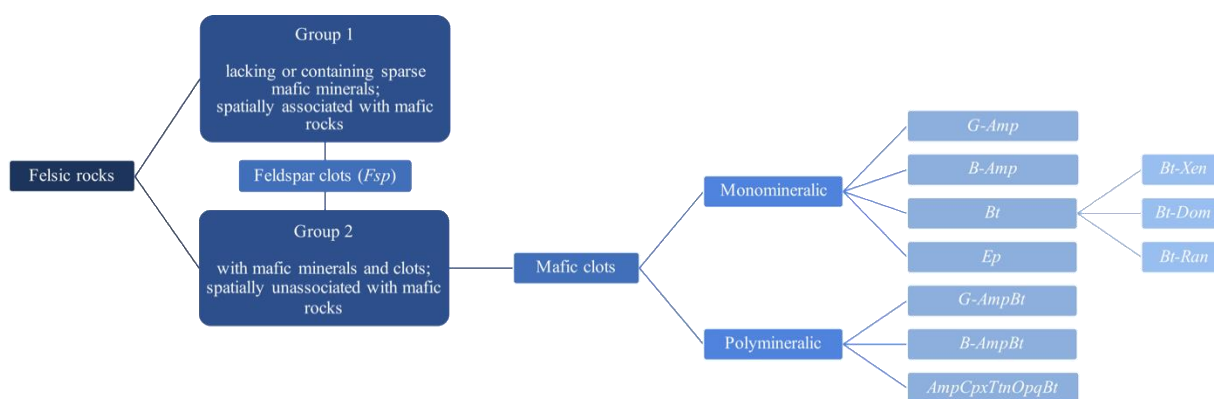 Felsic rocks
Group 1
lacking or containing sparse
mafic minerals;
spatially associated with mafic
rocks
Feldspar clots (Fsp)
Group 2
with mafic minerals and clots;
spatially unassociated with mafic
rocks
Mafic clots
Monomineralic
G-Amp
B-Amp
Bt
Ep
Bt-Xen
Bt-Dom
Bt-Ran
Polymineralic
G-AmpBt
B-AmpBt
AmpCpxTtnOpqBt